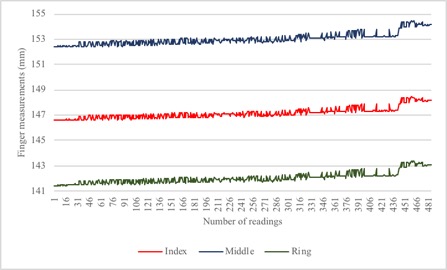 155
153
151
149
147
145
143
141
Finger measurements (mm)
1 16 31 46 61 76 91 106 121 136 151 166 181 196 211 226 241 256 271 286 301 316 331 346 361 376 391 406 421 436 451 466 481
Number of readings
Index Middle Ring